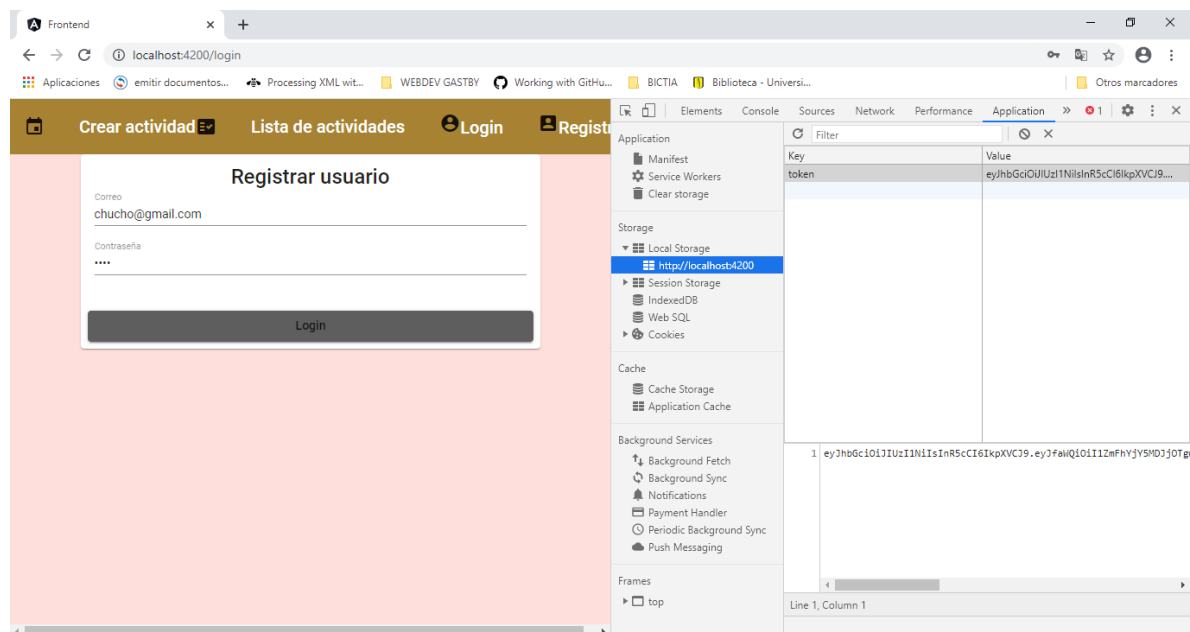 Frontend
localhost:4200/login
Aplicaciones emitir documentos... Processing XML wit... WEBDEV GASTBY Working with GitHu... BICTIA Biblioteca - Universi... Otros marcadores
Crear actividad Lista de actividades Login Registr
Registrar usuario
Correo
chucho@gmail.com
Contraseña
••••
Login
Elements Console Sources Network Performance Application » 1
Application
Manifest
Service Workers
Clear storage
Storage
Local Storage
http://localhost:4200
Session Storage
IndexedDB
Web SQL
Cookies
Cache
Cache Storage
Application Cache
Background Services
Background Fetch
Background Sync
Notifications
Payment Handler
Periodic Background Sync
Push Messaging
Frames
top
Filter
Key Value
token eyJhbGciOiJIUzI1NiIsInR5cCI6IkpXVCJ9....
1 eyJhbGciOiJIUzI1NiIsInR5cCI6IkpXVCJ9.eyJfaWQiOiI1ZmFhYjY5MDJjOTg
Line 1, Column 1